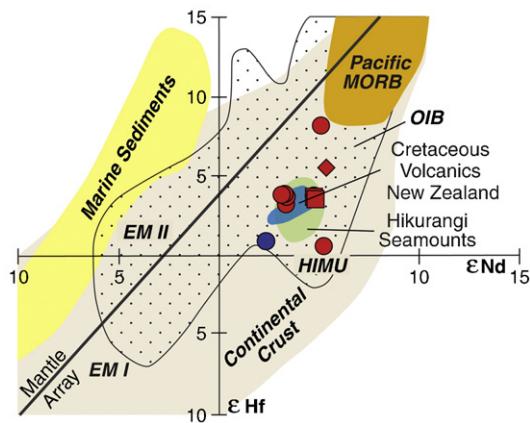 15
Pacific
MORB
10
OIB
Marine Sediments
Cretaceous
Volcanics
New Zealand
5
Hikurangi
Seamounts
EM II
HIMU
εNd
10
5
10
15
Continental
Crust
5
Mantle
Array
EM I
10
εHf